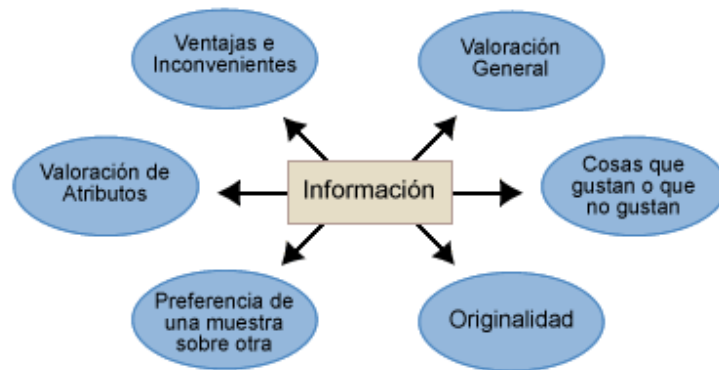 Ventajas e
Inconvenientes
Valoración
General
Valoración de
Atributos
Información
Cosas que
gustan o que
no gustan
Preferencia de
una muestra
sobre otra
Originalidad